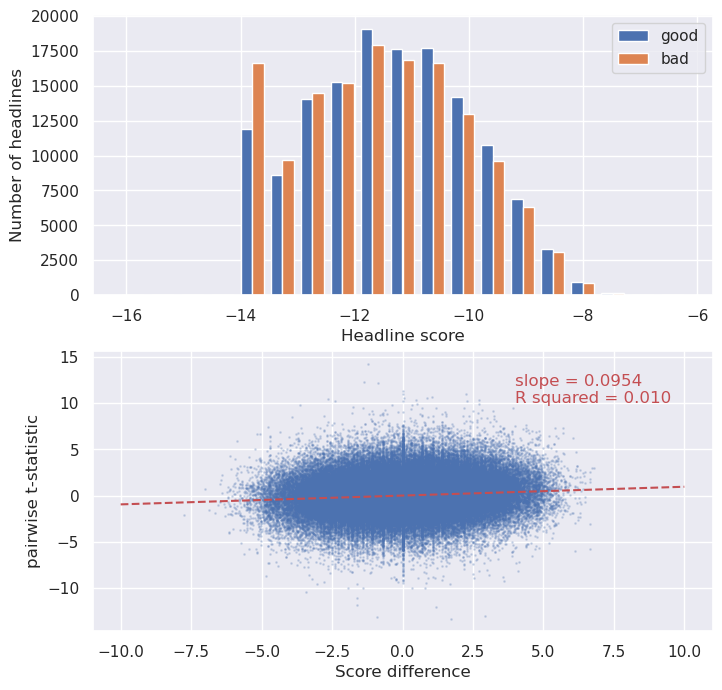 20000
17500
15000
12500
10000
7500
5000
2500
0
Number of headlines
good
bad
−16 −14 −12 −10 −8 −6
Headline score
15
10
5
0
−5
−10
pairwise t-statistic
slope = 0.0954
R squared = 0.010
−10.0 −7.5 −5.0 −2.5 0.0 2.5 5.0 7.5 10.0
Score difference